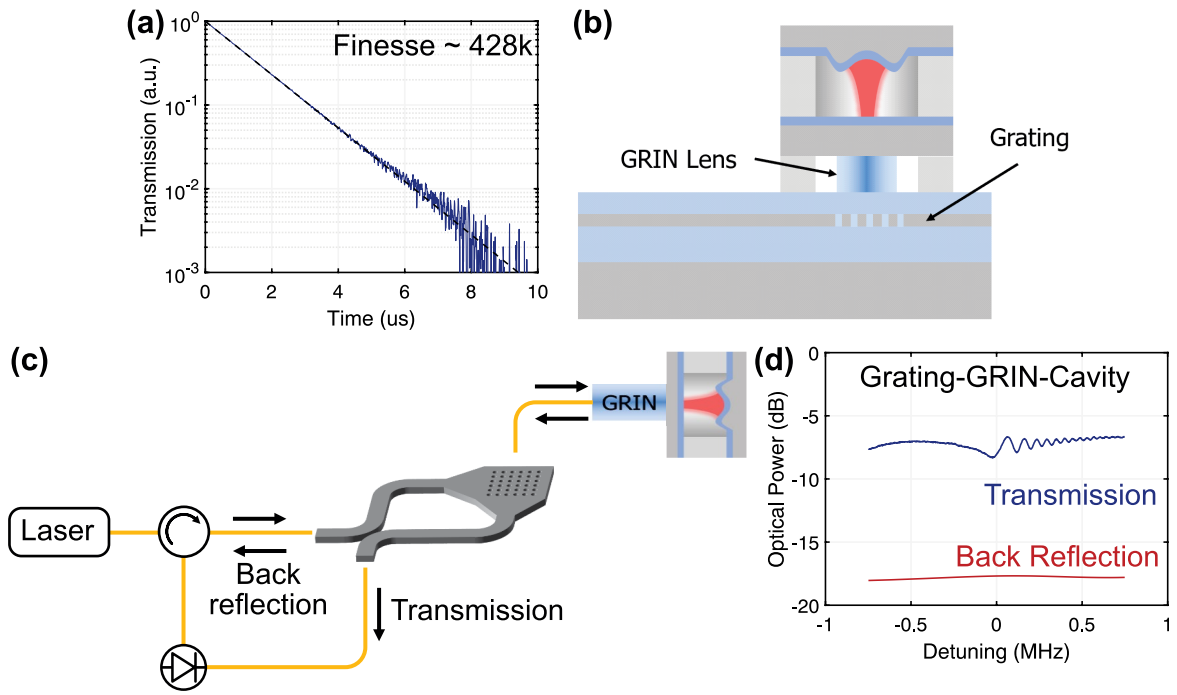 (a)
Finesse ~ 428k
Transmission (a.u.)
10^0
10^-1
10^-2
10^-3
0 2 4 6 8 10
Time (us)
(b)
GRIN Lens
Grating
(c)
GRIN
Laser
Back
reflection
Transmission
(d)
Grating-GRIN-Cavity
Optical Power (dB)
0
-5
-10
-15
-20
Transmission
Back Reflection
-1 -0.5 0 0.5 1
Detuning (MHz)